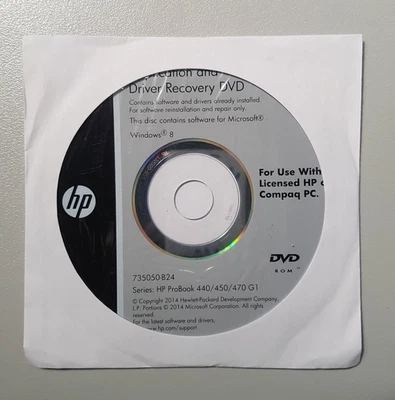 cation and
Driver Recovery DVD
Contains software and drivers already installed.
For software reinstallation and repair only.
This disc contains software for Microsoft®
Windows® 8
For Use With
Licensed HP o
Compaq PC.
hp
DVD
ROM
735050-B24
Series: HP ProBook 440/450/470 G1
© Copyright 2014 Hewlett-Packard Development Company,
L.P. Portions © 2014 Microsoft Corporation. All rights
reserved.
For the latest software and drivers,
www.hp.com/support